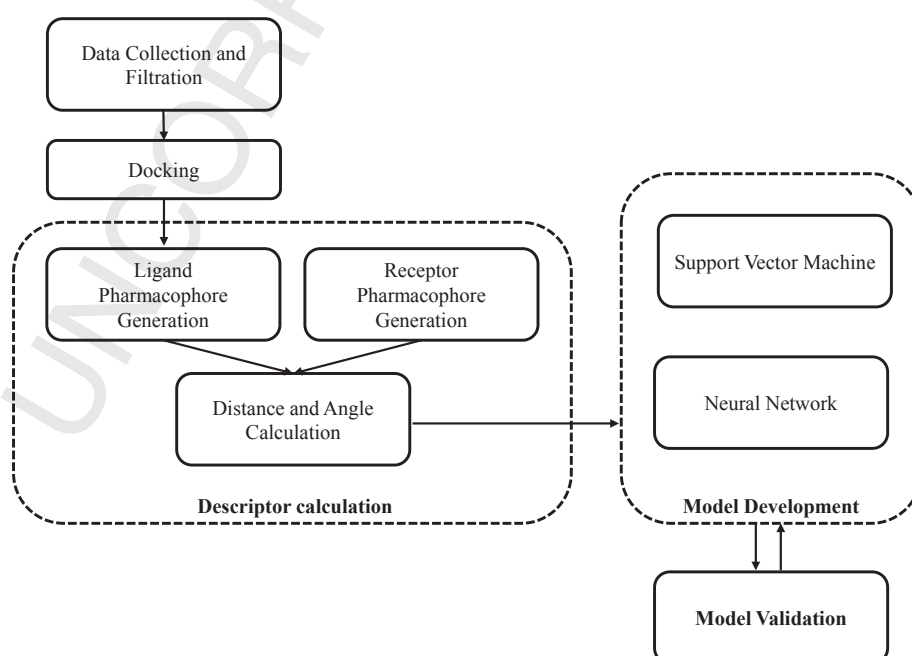 Data Collection and
Filtration
Docking
Ligand
Pharmacophore
Generation
Receptor
Pharmacophore
Generation
Distance and Angle
Calculation
Descriptor calculation
Support Vector Machine
Neural Network
Model Development
Model Validation
UNCOR